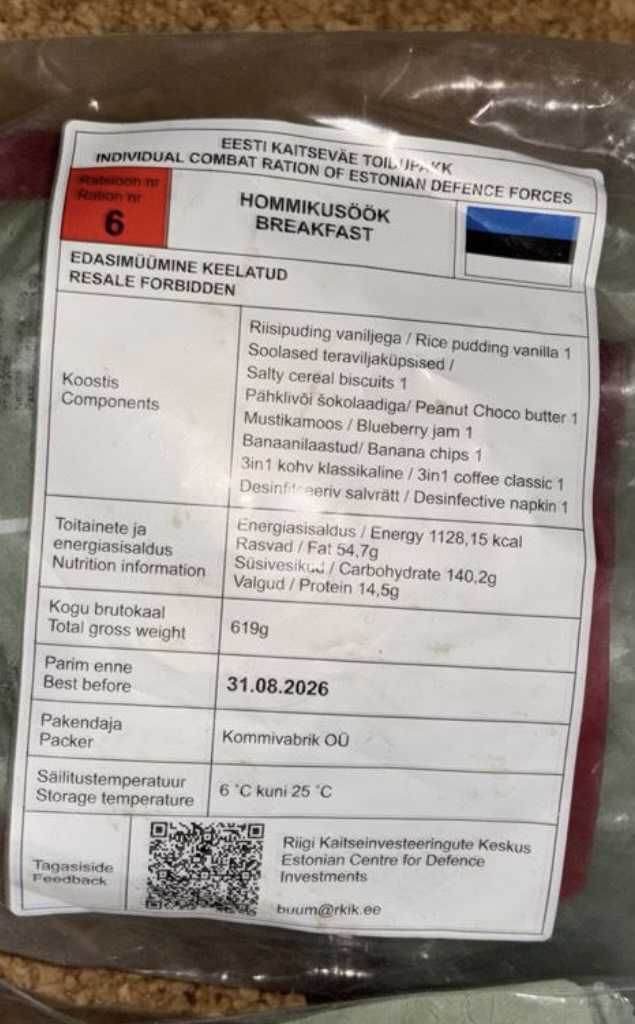 EESTI KAITSEVÄE TOIDUPAKK
INDIVIDUAL COMBAT RATION OF ESTONIAN DEFENCE FORCES
Ratsioon nr
Ration nr
6
HOMMIKUSÖÖK
BREAKFAST
EDASIMÜÜMINE KEELATUD
RESALE FORBIDDEN
Koostis
Components
Riisipuding vaniljega / Rice pudding vanilla 1
Soolased teraviljaküpsised /
Salty cereal biscuits 1
Pähklivõi šokolaadiga/ Peanut Choco butter 1
Mustikamoos / Blueberry jam 1
Banaanilaastud/ Banana chips 1
3in1 kohv klassikaline / 3in1 coffee classic 1
Desinfitseeriv salvrätt / Desinfective napkin 1
Toitainete ja
energiasisaldus
Nutrition information
Energiasisaldus / Energy 1128,15 kcal
Rasvad / Fat 54,7g
Süsivesikud / Carbohydrate 140,2g
Valgud / Protein 14,5g
Kogu brutokaal
Total gross weight
619g
Parim enne
Best before
31.08.2026
Pakendaja
Packer
Kommivabrik OÜ
Säilitustemperatuur
Storage temperature
6 °C kuni 25 °C
Tagasiside
Feedback
Riigi Kaitseinvesteeringute Keskus
Estonian Centre for Defence
Investments
buum@rkik.ee